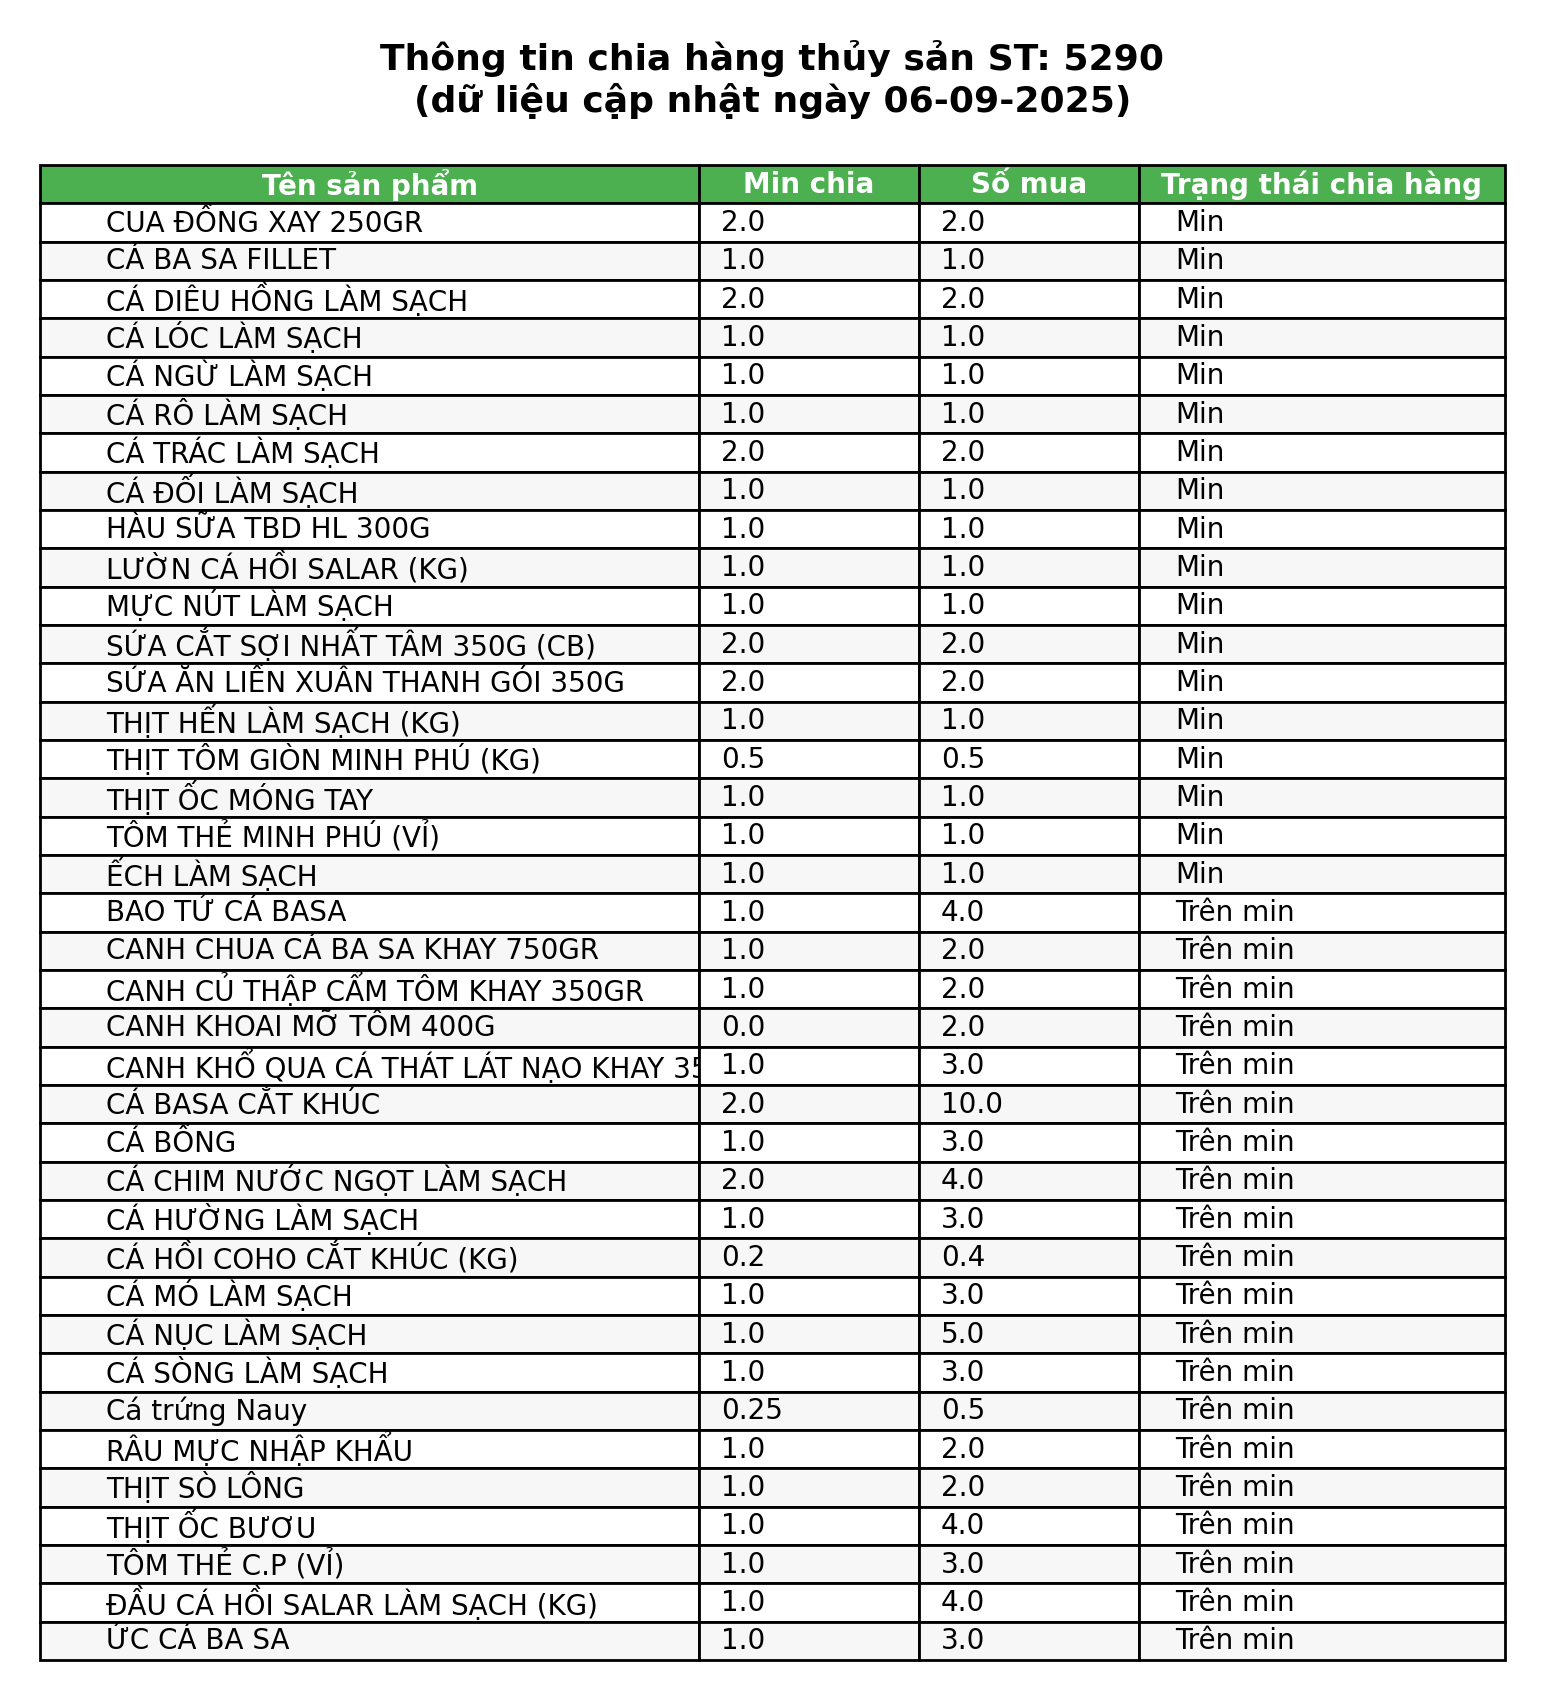 Thông tin chia hàng thủy sản ST: 5290
(dữ liệu cập nhật ngày 06-09-2025)
Tên sản phẩm Min chia Số mua Trạng thái chia hàng
CUA ĐỒNG XAY 250GR 2.0 2.0 Min
CÁ BA SA FILLET 1.0 1.0 Min
CÁ DIÊU HỒNG LÀM SẠCH 2.0 2.0 Min
CÁ LÓC LÀM SẠCH 1.0 1.0 Min
CÁ NGỪ LÀM SẠCH 1.0 1.0 Min
CÁ RÔ LÀM SẠCH 1.0 1.0 Min
CÁ TRÁC LÀM SẠCH 2.0 2.0 Min
CÁ ĐỐI LÀM SẠCH 1.0 1.0 Min
HÀU SỮA TBD HL 300G 1.0 1.0 Min
LƯỜN CÁ HỒI SALAR (KG) 1.0 1.0 Min
MỰC NÚT LÀM SẠCH 1.0 1.0 Min
SỨA CẮT SỢI NHẤT TÂM 350G (CB) 2.0 2.0 Min
SỨA ĂN LIỀN XUÂN THANH GÓI 350G 2.0 2.0 Min
THỊT HẾN LÀM SẠCH (KG) 1.0 1.0 Min
THỊT TÔM GIÒN MINH PHÚ (KG) 0.5 0.5 Min
THỊT ỐC MÓNG TAY 1.0 1.0 Min
TÔM THẺ MINH PHÚ (VỈ) 1.0 1.0 Min
ẾCH LÀM SẠCH 1.0 1.0 Min
BAO TỬ CÁ BASA 1.0 4.0 Trên min
CANH CHUA CÁ BA SA KHAY 750GR 1.0 2.0 Trên min
CANH CỦ THẬP CẨM TÔM KHAY 350GR 1.0 2.0 Trên min
CANH KHOAI MỠ TÔM 400G 0.0 2.0 Trên min
CANH KHỔ QUA CÁ THÁT LÁT NẠO KHAY 35 1.0 3.0 Trên min
CÁ BASA CẮT KHÚC 2.0 10.0 Trên min
CÁ BỐNG 1.0 3.0 Trên min
CÁ CHIM NƯỚC NGỌT LÀM SẠCH 2.0 4.0 Trên min
CÁ HƯỜNG LÀM SẠCH 1.0 3.0 Trên min
CÁ HỒI COHO CẮT KHÚC (KG) 0.2 0.4 Trên min
CÁ MÓ LÀM SẠCH 1.0 3.0 Trên min
CÁ NỤC LÀM SẠCH 1.0 5.0 Trên min
CÁ SÒNG LÀM SẠCH 1.0 3.0 Trên min
Cá trứng Nauy 0.25 0.5 Trên min
RÂU MỰC NHẬP KHẨU 1.0 2.0 Trên min
THỊT SÒ LÔNG 1.0 2.0 Trên min
THỊT ỐC BƯƠU 1.0 4.0 Trên min
TÔM THẺ C.P (VỈ) 1.0 3.0 Trên min
ĐẦU CÁ HỒI SALAR LÀM SẠCH (KG) 1.0 4.0 Trên min
ỨC CÁ BA SA 1.0 3.0 Trên min